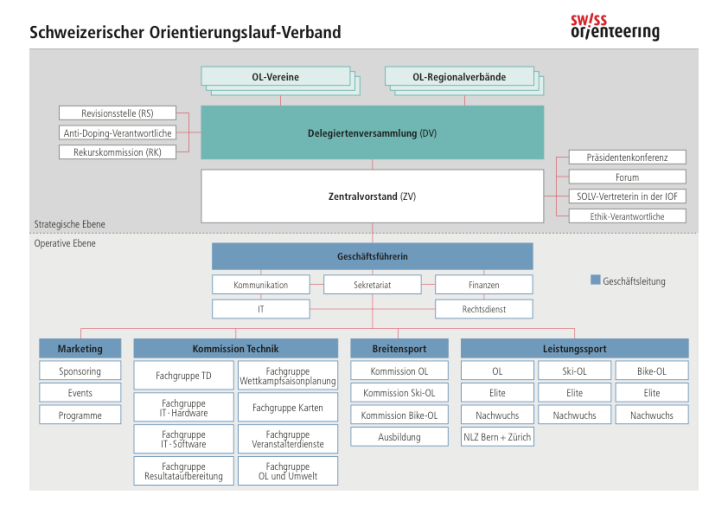 Schweizerischer Orientierungslauf-Verband
swiss
orienteering
OL-Vereine
OL-Regionalverbände
Revisionsstelle (RS)
Anti-Doping-Verantwortliche
Rekurskommission (RK)
Delegiertenversammlung (DV)
Zentralvorstand (ZV)
Präsidentenkonferenz
Forum
SOLV-Vertreterin in der IOF
Ethik-Verantwortliche
Strategische Ebene
Operative Ebene
Geschäftsführerin
Kommunikation
Sekretariat
Finanzen
IT
Rechtsdienst
Geschäftsleitung
Marketing
Sponsoring
Events
Programme
Kommission Technik
Fachgruppe TD
Fachgruppe
Wettkampfsaisonplanung
Fachgruppe
IT-Hardware
Fachgruppe Karten
Fachgruppe
IT-Software
Fachgruppe
Veranstalterdienste
Fachgruppe
Resultataufbereitung
Fachgruppe
OL und Umwelt
Breitensport
Kommission OL
Kommission Ski-OL
Kommission Bike-OL
Ausbildung
Leistungssport
OL
Ski-OL
Bike-OL
Elite
Elite
Elite
Nachwuchs
Nachwuchs
Nachwuchs
NLZ Bern + Zürich